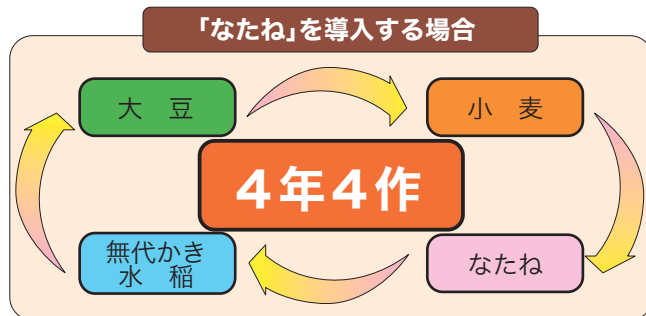 「なたね」を導入する場合
大 豆
小 麦
４年４作
無代かき
水 稲
なたね